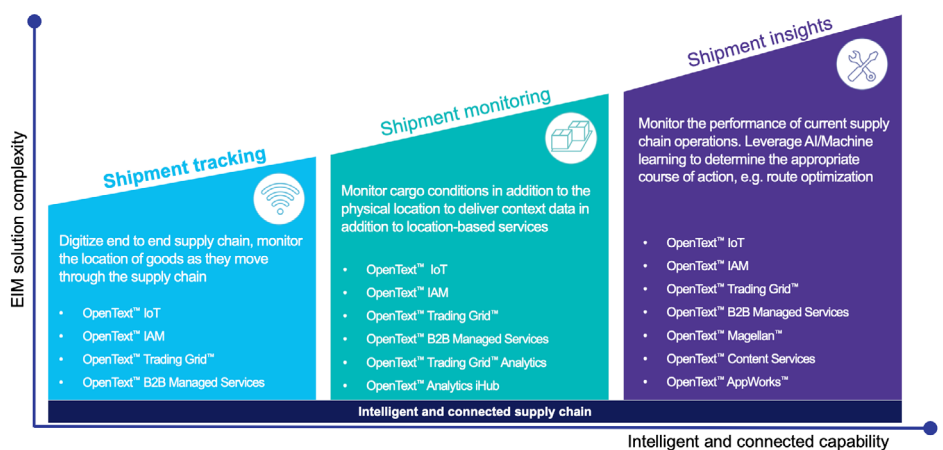 EIM solution complexity
Shipment tracking
Digitize end to end supply chain, monitor
the location of goods as they move
through the supply chain
• OpenText™ IoT
• OpenText™ IAM
• OpenText™ Trading Grid™
• OpenText™ B2B Managed Services
Shipment monitoring
Monitor cargo conditions in addition to the
physical location to deliver context data in
addition to location-based services
• OpenText™ IoT
• OpenText™ IAM
• OpenText™ Trading Grid™
• OpenText™ B2B Managed Services
• OpenText™ Trading Grid™ Analytics
• OpenText™ Analytics iHub
Shipment insights
Monitor the performance of current supply
chain operations. Leverage AI/Machine
learning to determine the appropriate
course of action, e.g. route optimization
• OpenText™ IoT
• OpenText™ IAM
• OpenText™ Trading Grid™
• OpenText™ B2B Managed Services
• OpenText™ Magellan™
• OpenText™ Content Services
• OpenText™ AppWorks™
Intelligent and connected supply chain
Intelligent and connected capability